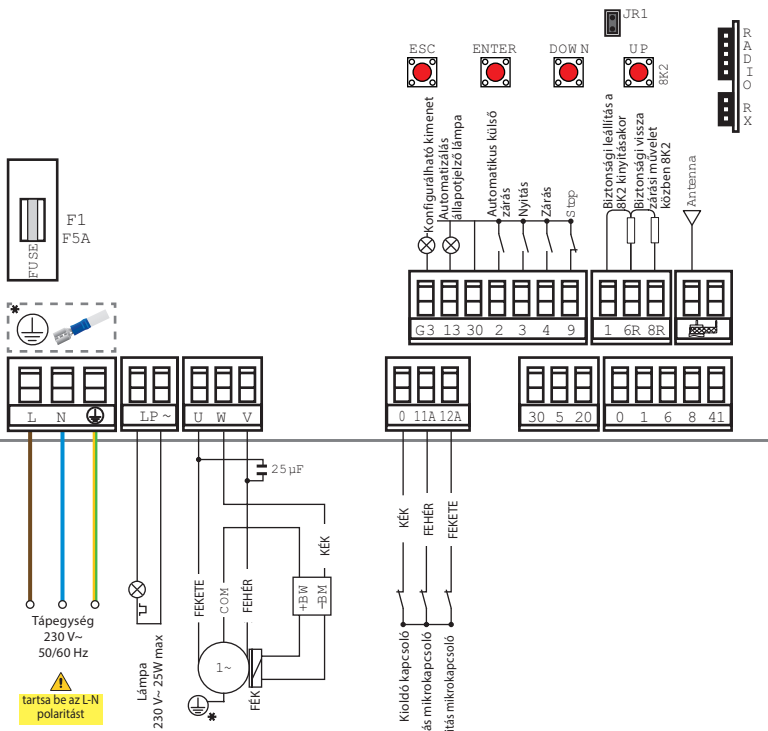 JR1
ESC
ENTER
DOWN
UP
8K2
RADIO RX
F1
F5A
FUSE
Konfigurálható kimenet
Automatizálás
állapotjelző lámpa
Automatikus külső
zárás
Nyitás
Zárás
Stop
Biztonsági leállítás a
8K2 kinyitásakor
Biztonsági vissza
zárási művelet
közben 8K2
Antenna
*
G3 13 30 2 3 4 9
1 6R 8R
L N
LP ~
U W V
0 11A 12A
30 5 20
0 1 6 8 41
25µF
KÉK
FEHÉR
FEKETE
KÉK
FEKETE
COM
FEHÉR
+BW
-BM
1~
FÉK
*
Tápegység
230 V~
50/60 Hz
tartsa be az L-N
polaritást
Lámpa
230 V~ 25W max
Kioldó kapcsoló
ás mikrokapcsoló
itás mikrokapcsoló